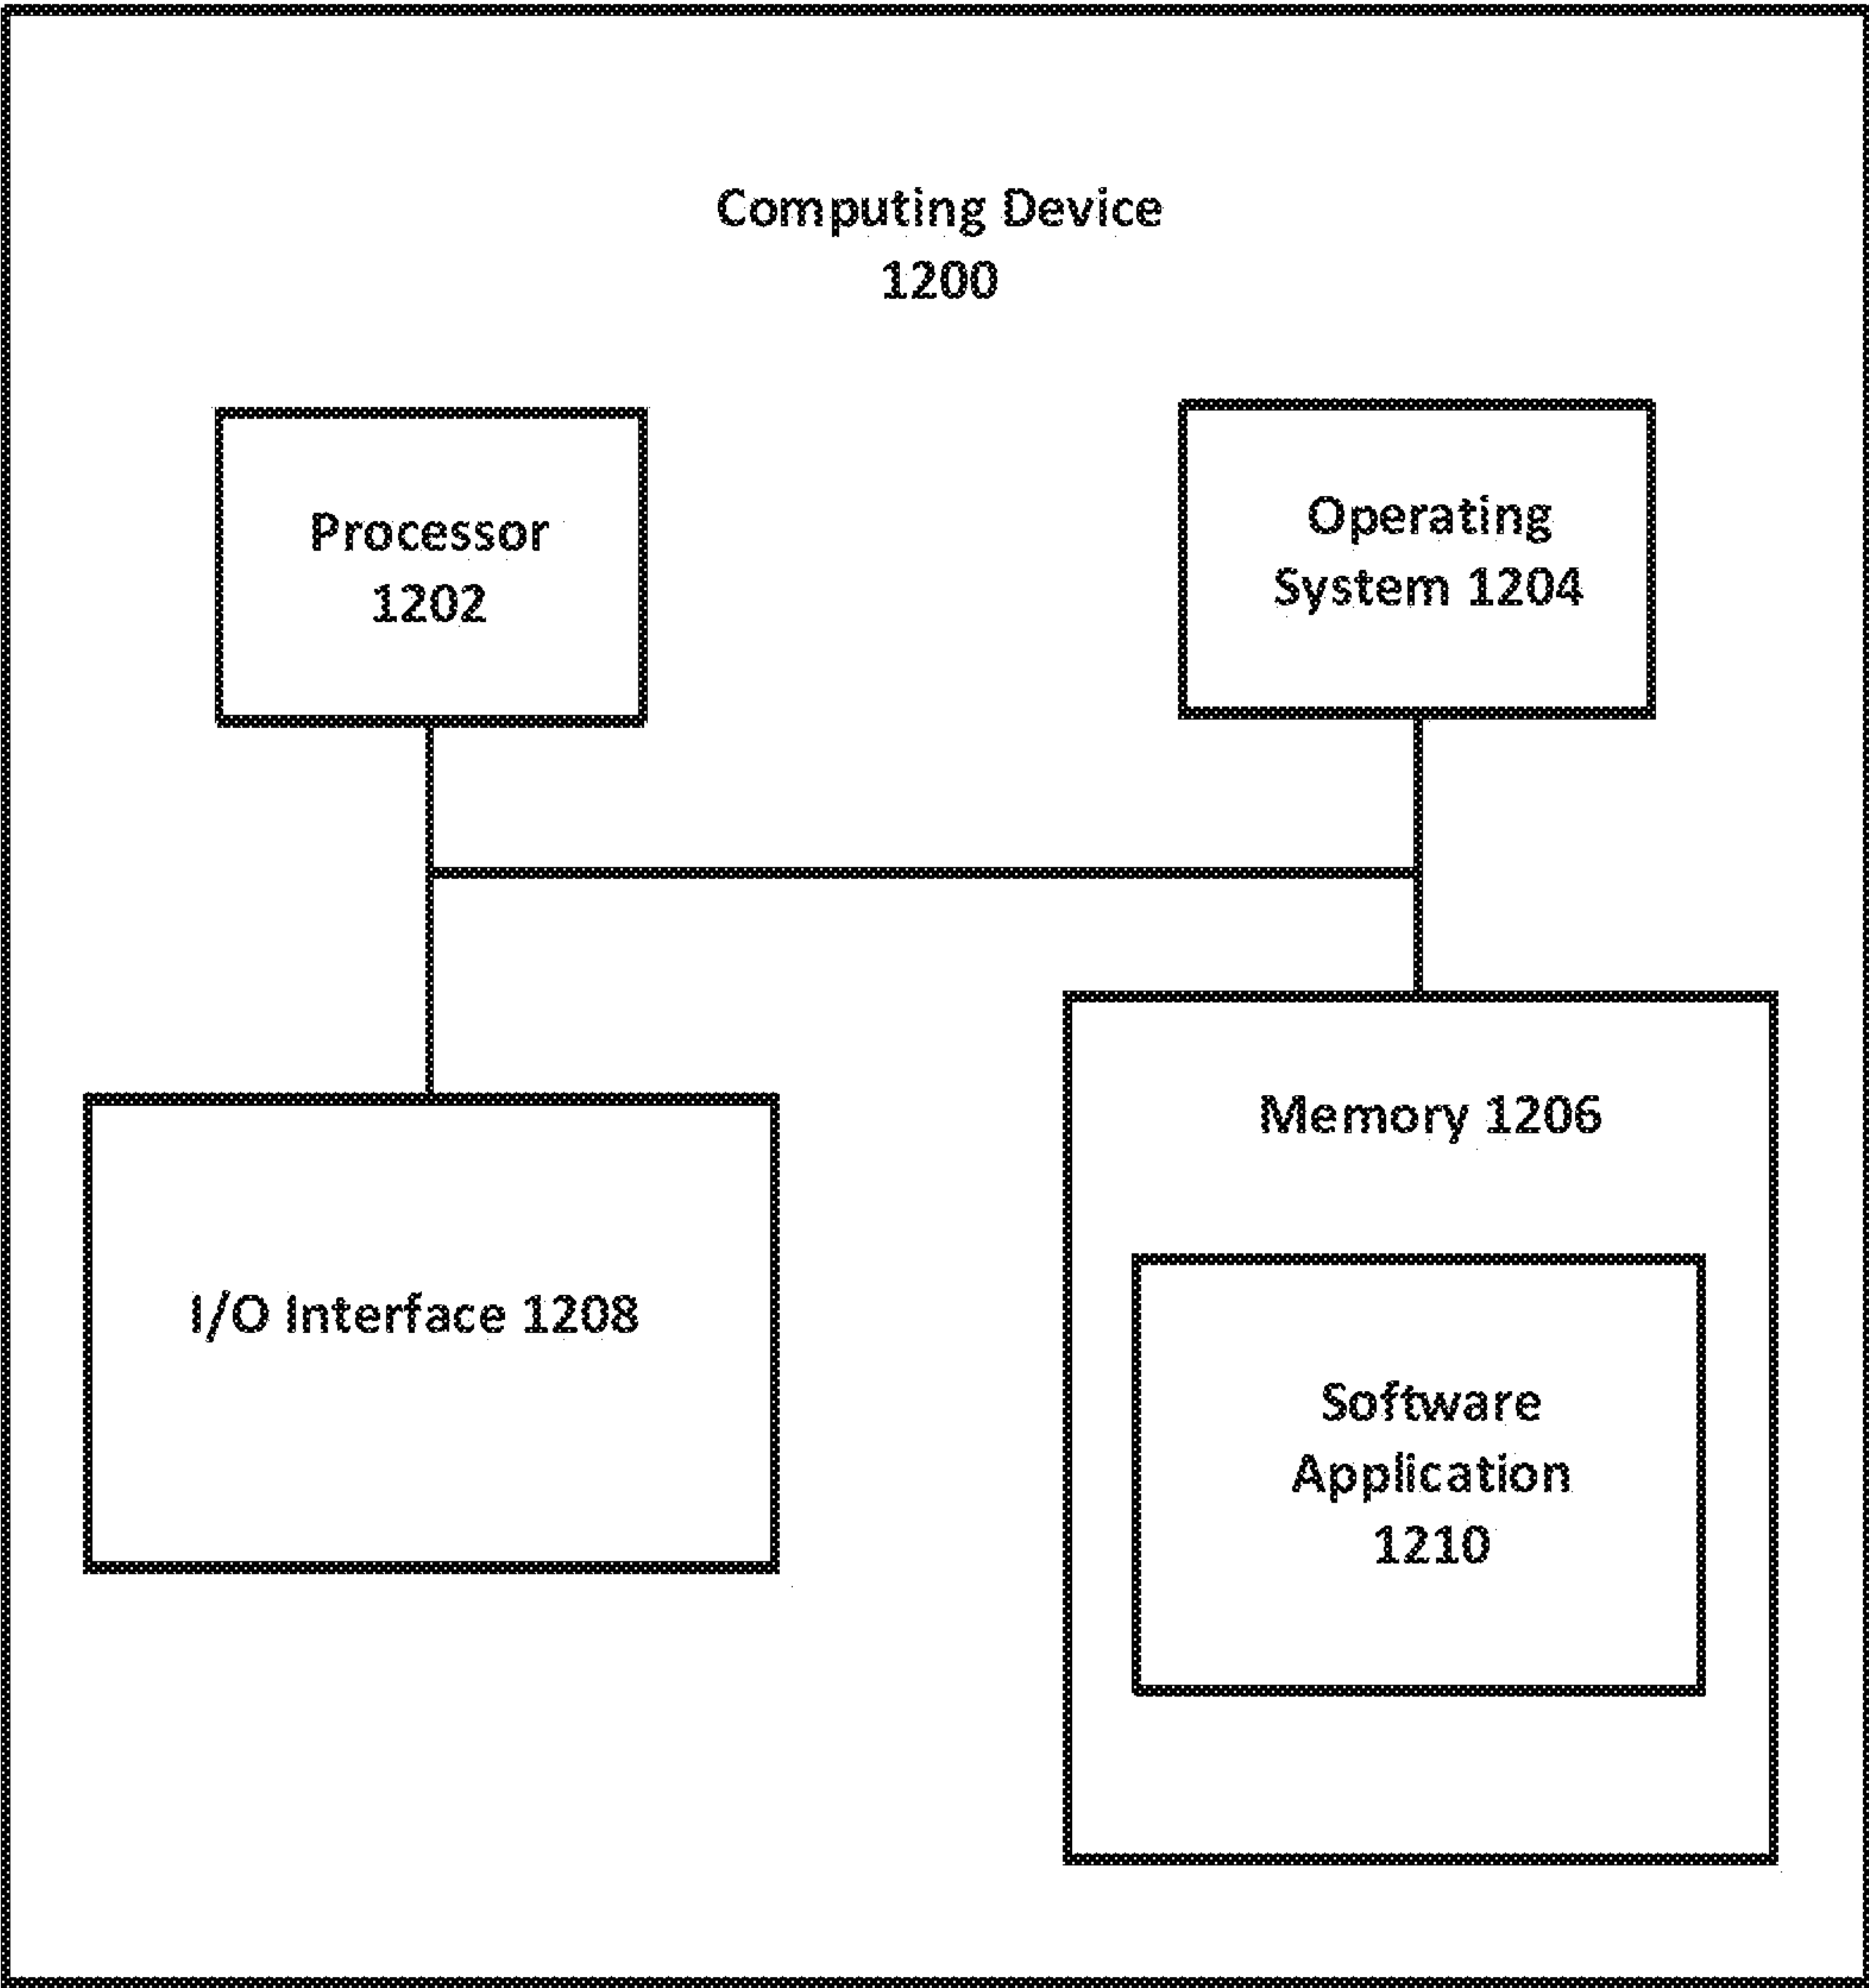 Computing Device
1200
Processor
1202
Operating
System 1204
I/O Interface 1208
Memory 1206
Software
Application
1210